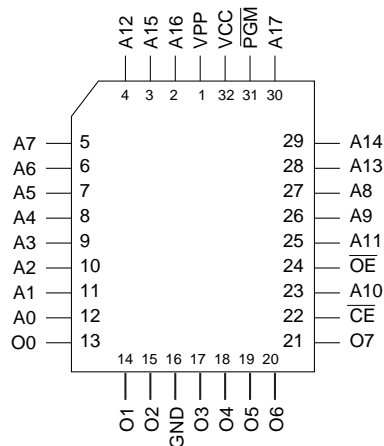 A12 A15 A16 VPP VCC PGM A17
4 3 2 1 32 31 30
A7 5 29 A14
A6 6 28 A13
A5 7 27 A8
A4 8 26 A9
A3 9 25 A11
A2 10 24 OE
A1 11 23 A10
A0 12 22 CE
O0 13 21 O7
14 15 16 17 18 19 20
O1 O2 GND O3 O4 O5 O6